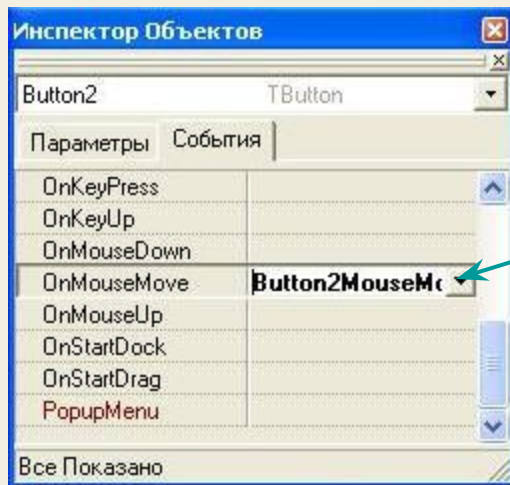 Инспектор Объектов
Button2 TButton
Параметры События
OnKeyPress
OnKeyUp
OnMouseDown
OnMouseMove Button2MouseMo
OnMouseUp
OnStartDock
OnStartDrag
PopupMenu
Все Показано